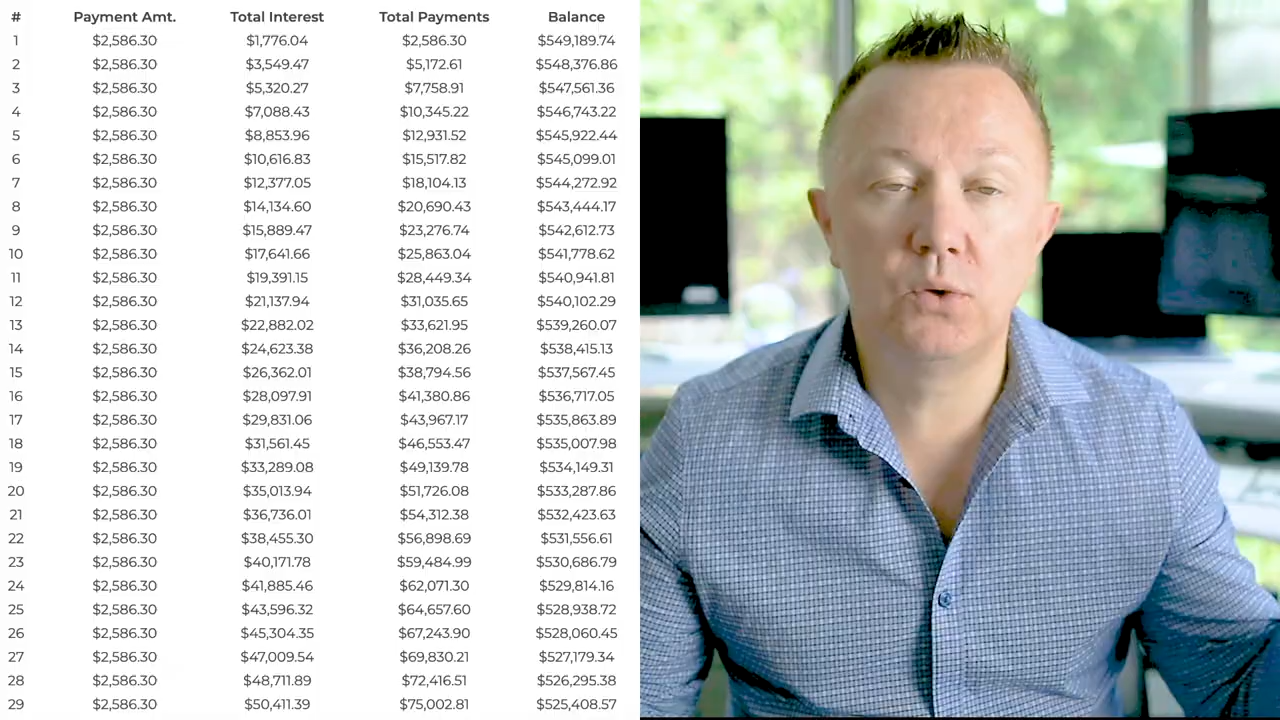 # Payment Amt. Total Interest Total Payments Balance
1 $2,586.30 $1,776.04 $2,586.30 $549,189.74
2 $2,586.30 $3,549.47 $5,172.61 $548,376.86
3 $2,586.30 $5,320.27 $7,758.91 $547,561.36
4 $2,586.30 $7,088.43 $10,345.22 $546,743.22
5 $2,586.30 $8,853.96 $12,931.52 $545,922.44
6 $2,586.30 $10,616.83 $15,517.82 $545,099.01
7 $2,586.30 $12,377.05 $18,104.13 $544,272.92
8 $2,586.30 $14,134.60 $20,690.43 $543,444.17
9 $2,586.30 $15,889.47 $23,276.74 $542,612.73
10 $2,586.30 $17,641.66 $25,863.04 $541,778.62
11 $2,586.30 $19,391.15 $28,449.34 $540,941.81
12 $2,586.30 $21,137.94 $31,035.65 $540,102.29
13 $2,586.30 $22,882.02 $33,621.95 $539,260.07
14 $2,586.30 $24,623.38 $36,208.26 $538,415.13
15 $2,586.30 $26,362.01 $38,794.56 $537,567.45
16 $2,586.30 $28,097.91 $41,380.86 $536,717.05
17 $2,586.30 $29,831.06 $43,967.17 $535,863.89
18 $2,586.30 $31,561.45 $46,553.47 $535,007.98
19 $2,586.30 $33,289.08 $49,139.78 $534,149.31
20 $2,586.30 $35,013.94 $51,726.08 $533,287.86
21 $2,586.30 $36,736.01 $54,312.38 $532,423.63
22 $2,586.30 $38,455.30 $56,898.69 $531,556.61
23 $2,586.30 $40,171.78 $59,484.99 $530,686.79
24 $2,586.30 $41,885.46 $62,071.30 $529,814.16
25 $2,586.30 $43,596.32 $64,657.60 $528,938.72
26 $2,586.30 $45,304.35 $67,243.90 $528,060.45
27 $2,586.30 $47,009.54 $69,830.21 $527,179.34
28 $2,586.30 $48,711.89 $72,416.51 $526,295.38
29 $2,586.30 $50,411.39 $75,002.81 $525,408.57